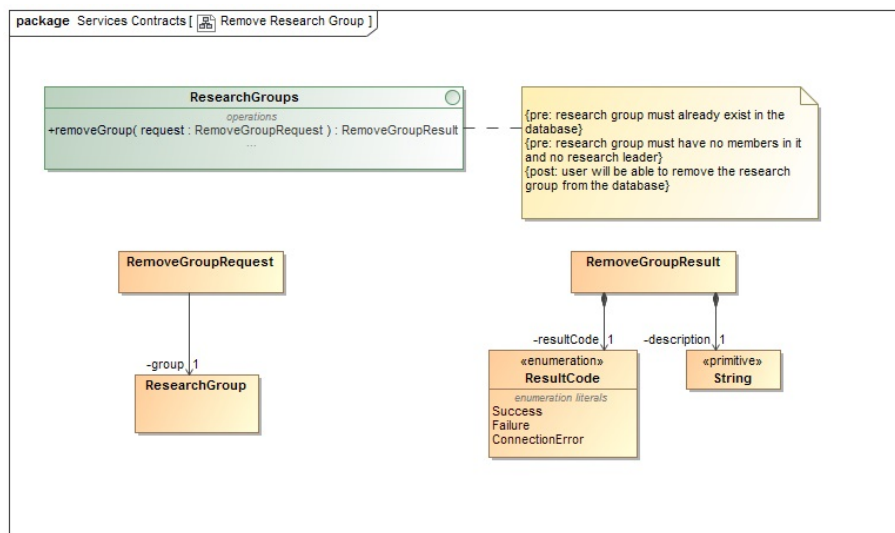 package Services Contracts [ Remove Research Group ]
ResearchGroups
operations
+removeGroup( request : RemoveGroupRequest ) : RemoveGroupResult
...
{pre: research group must already exist in the
database}
{pre: research group must have no members in it
and no research leader}
{post: user will be able to remove the research
group from the database}
RemoveGroupRequest
-group 1
ResearchGroup
RemoveGroupResult
-resultCode 1
-description 1
«enumeration»
ResultCode
enumeration literals
Success
Failure
ConnectionError
«primitive»
String